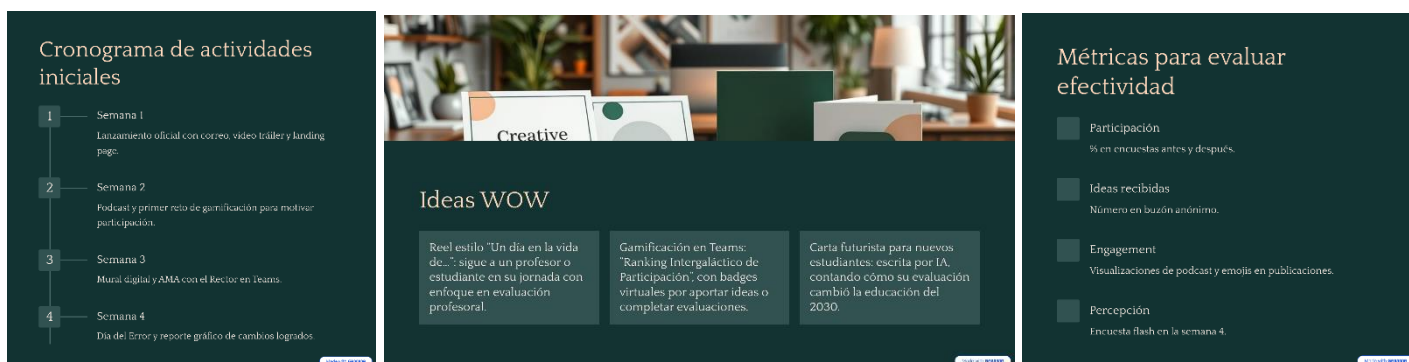 Cronograma de actividades
iniciales
1
Semana 1
Lanzamiento oficial con correo, video tráiler y landing
page.
2
Semana 2
Podcast y primer reto de gamificación para motivar
participación.
3
Semana 3
Mural digital y AMA con el Rector en Teams.
4
Semana 4
Día del Error y reporte gráfico de cambios logrados.
Creative
Ideas WOW
Reel estilo "Un día en la vida
de...": sigue a un profesor o
estudiante en su jornada con
enfoque en evaluación
profesoral.
Gamificación en Teams:
"Ranking Intergaláctico de
Participación", con badges
virtuales por aportar ideas o
completar evaluaciones.
Carta futurista para nuevos
estudiantes: escrita por IA,
contando cómo su evaluación
cambió la educación del
2030.
Métricas para evaluar
efectividad
Participación
% en encuestas antes y después.
Ideas recibidas
Número en buzón anónimo.
Engagement
Visualizaciones de podcast y emojis en publicaciones.
Percepción
Encuesta flash en la semana 4.